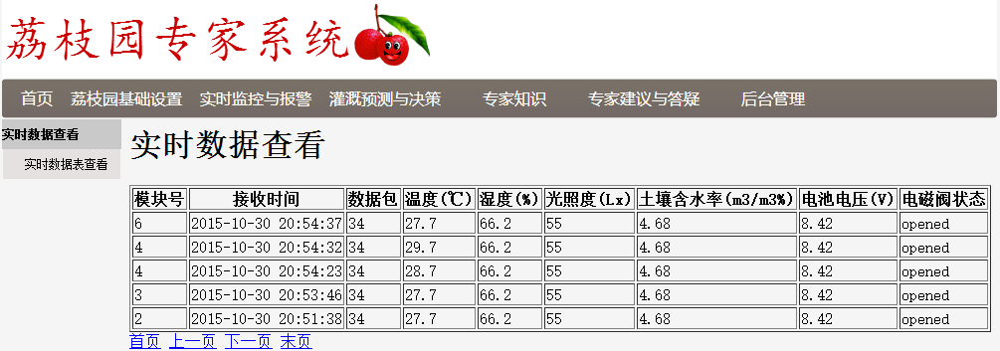 荔枝园专家系统
首页 荔枝园基础设置 实时监控与报警 灌溉预测与决策 专家知识 专家建议与答疑 后台管理
实时数据查看
实时数据表查看
实时数据查看
模块号 接收时间 数据包 温度(℃) 湿度(%) 光照度(Lx) 土壤含水率(m3/m3%) 电池电压(V) 电磁阀状态
6 2015-10-30 20:54:37 34 27.7 66.2 55 4.68 8.42 opened
4 2015-10-30 20:54:32 34 29.7 66.2 55 4.68 8.42 opened
4 2015-10-30 20:54:23 34 28.7 66.2 55 4.68 8.42 opened
3 2015-10-30 20:53:46 34 27.7 66.2 55 4.68 8.42 opened
2 2015-10-30 20:51:38 34 27.7 66.2 55 4.68 8.42 opened
首页 上一页 下一页 末页